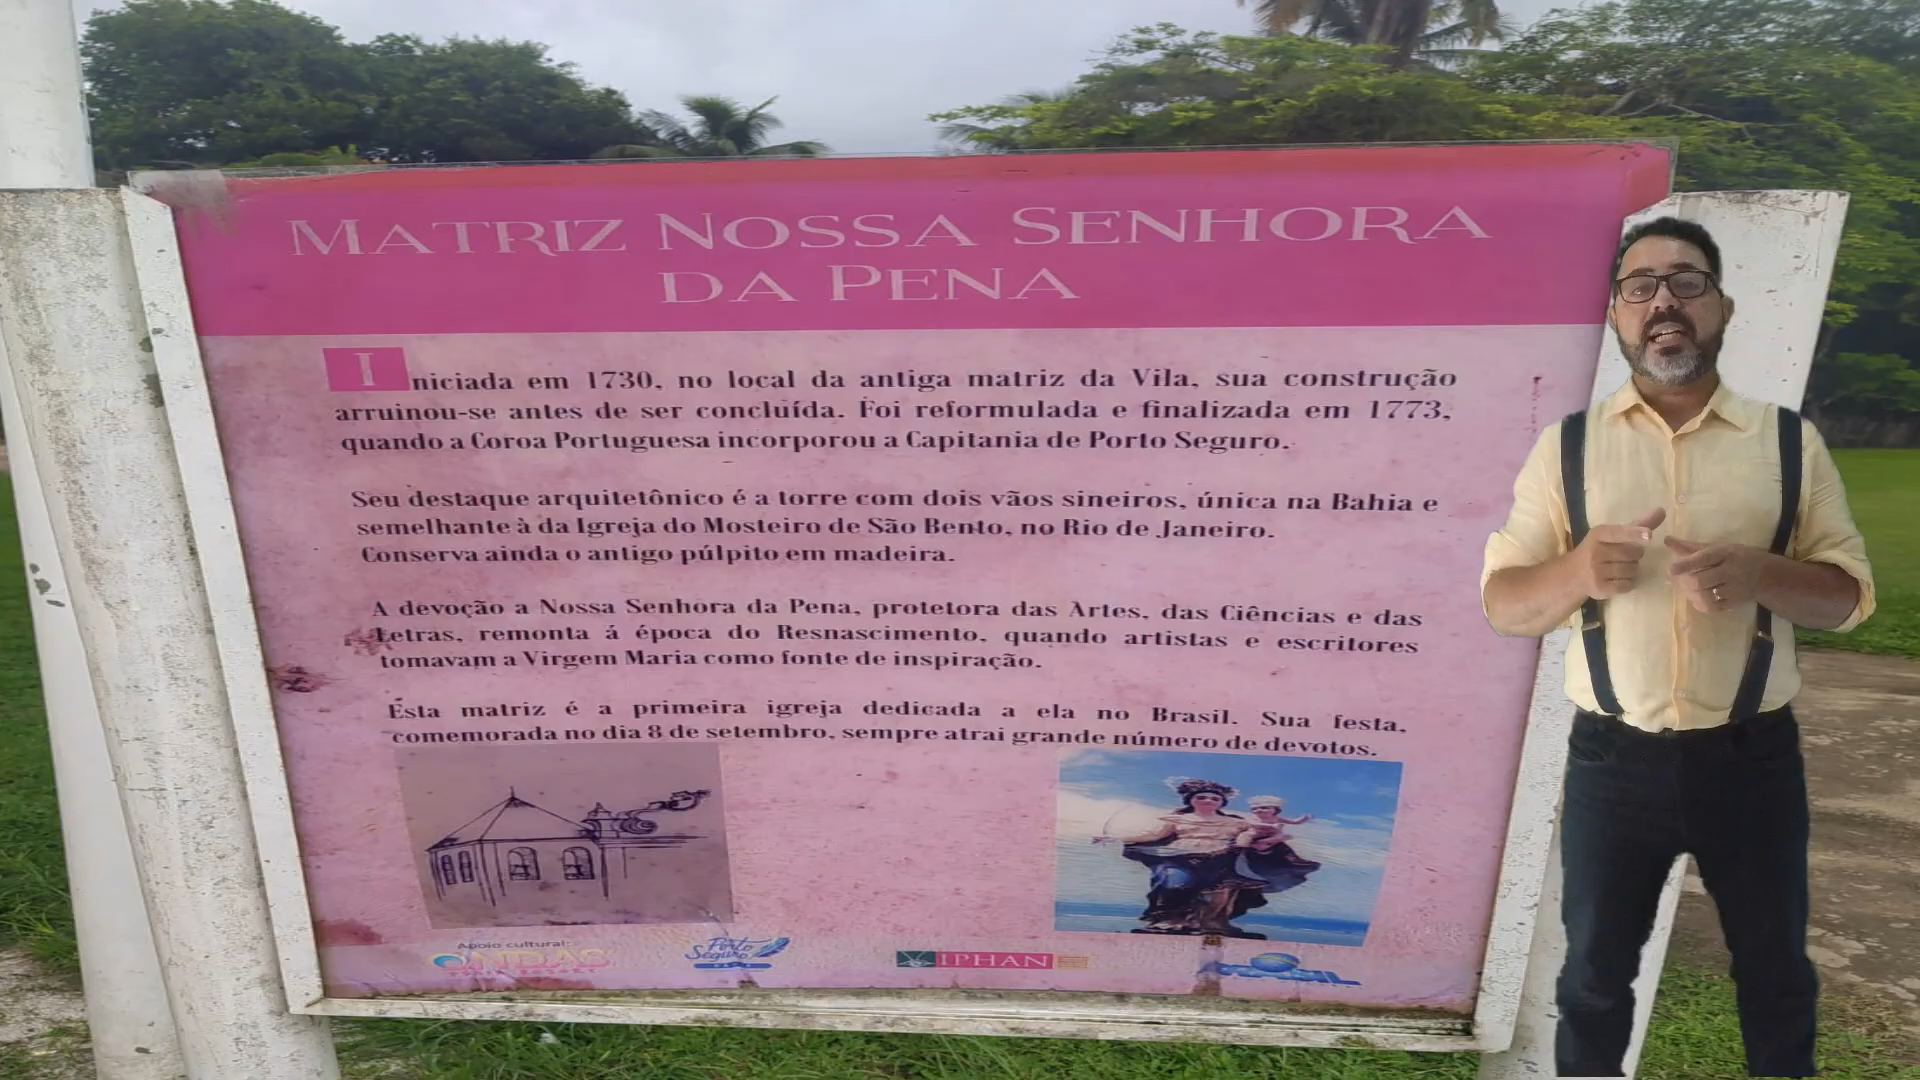 MATRIZ NOSSA SENHORA
DA PENA
Iniciada em 1730, no local da antiga matriz da Vila, sua construção
arruinou-se antes de ser concluída. Foi reformulada e finalizada em 1773,
quando a Coroa Portuguesa incorporou a Capitania de Porto Seguro.
Seu destaque arquitetônico é a torre com dois vãos sineiros, única na Bahia e
semelhante à da Igreja do Mosteiro de São Bento, no Rio de Janeiro.
Conserva ainda o antigo púlpito em madeira.
A devoção a Nossa Senhora da Pena, protetora das Artes, das Ciências e das
Letras, remonta á época do Resnascimento, quando artistas e escritores
tomavam a Virgem Maria como fonte de inspiração.
Esta matriz é a primeira igreja dedicada a ela no Brasil. Sua festa,
comemorada no dia 8 de setembro, sempre atrai grande número de devotos.
Apoio cultural:
ONDAS
Porto
Seguro
IPHAN